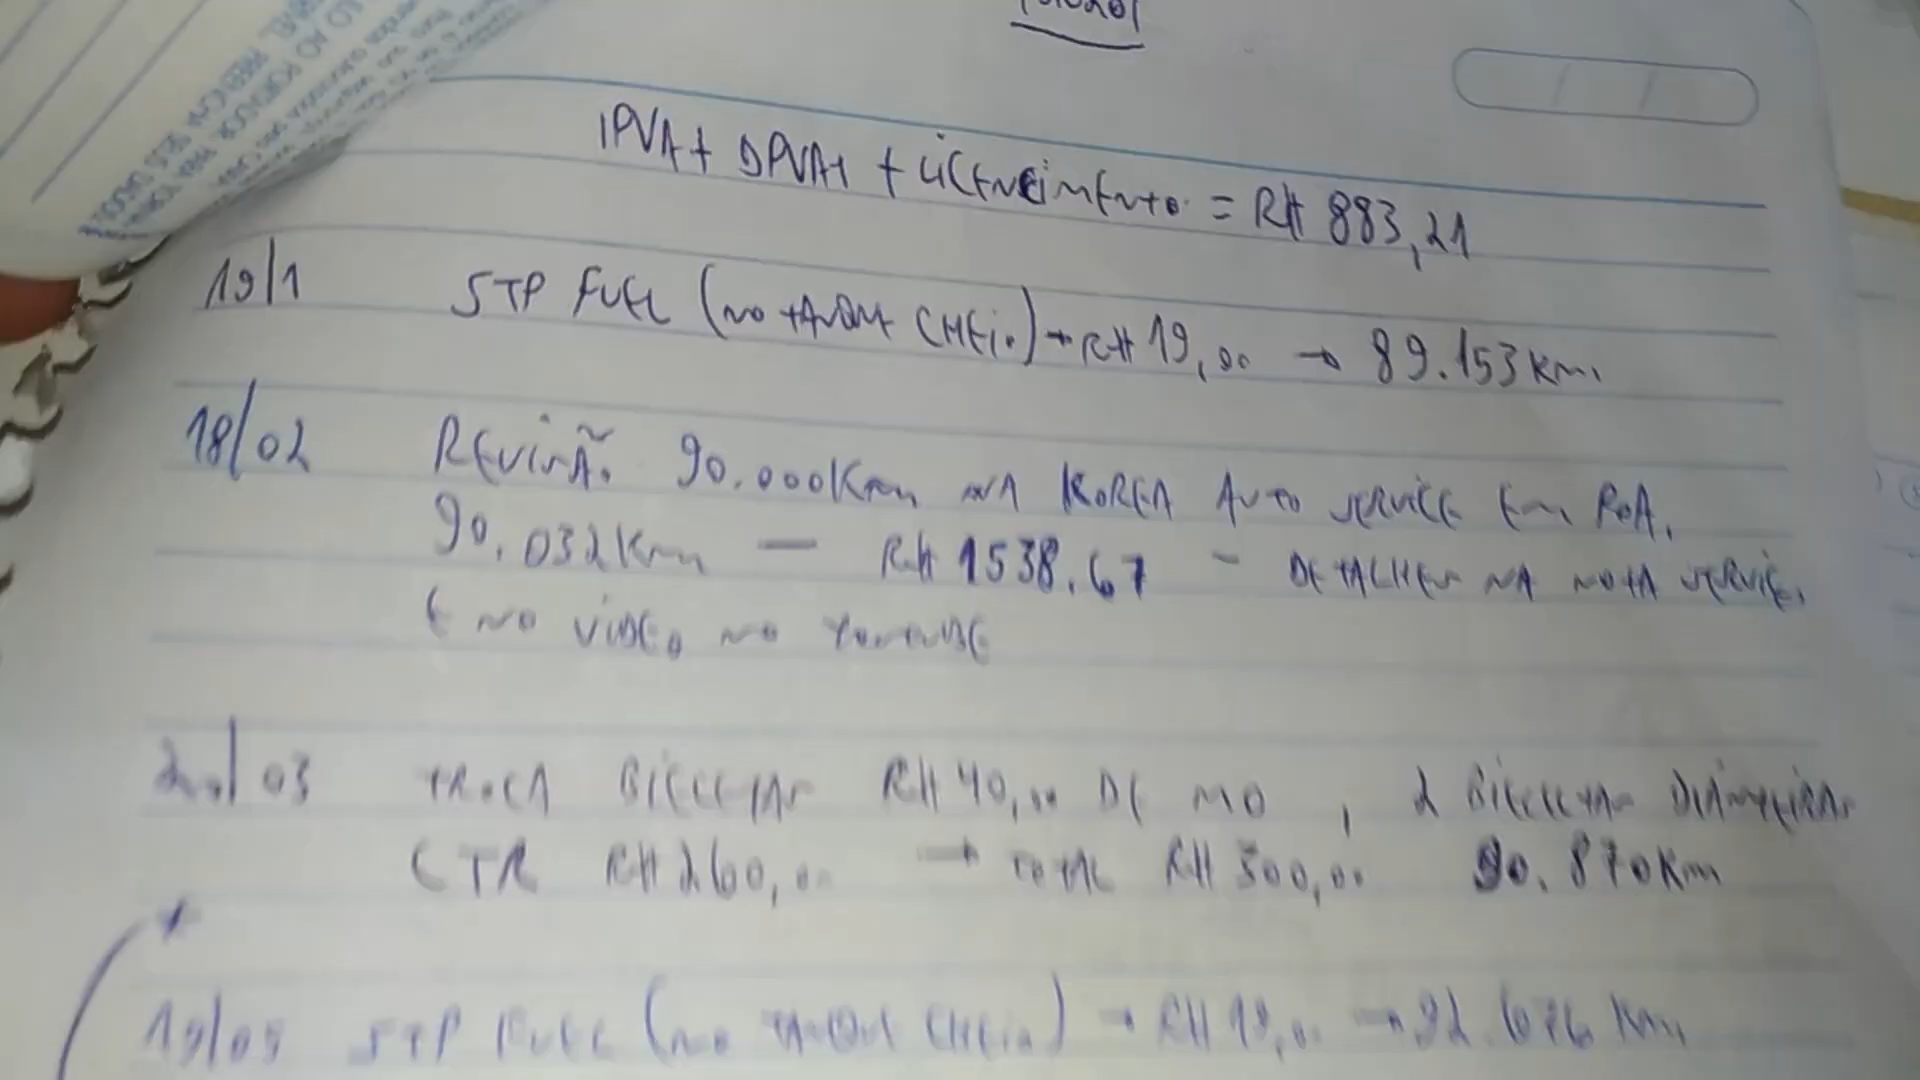 IPVA + DPVAT + LICENCIMENTO = R$ 883,21
19/1 STP FUEL (NO TANQUE CHEIO) → R$ 19,00 → 89.153 KM
18/02 REVISÃO 90.000KM NA KOREA AUTO SERVICE EM POA.
90.032KM — R$ 1538.67 - DETALHES NA NOTA SERVIÇO
E NO VIDEO NO YOUTUBE
03 TROCA BIELETAS R$ 40,00 DE MO, 2 BIELETAS DIANTEIRAS
CTR R$ 260,00 → TOTAL R$ 300,00 90.870KM
STP FUEL (NO TANQUE CHEIO) → R$ 19,00 → 92.676 KM